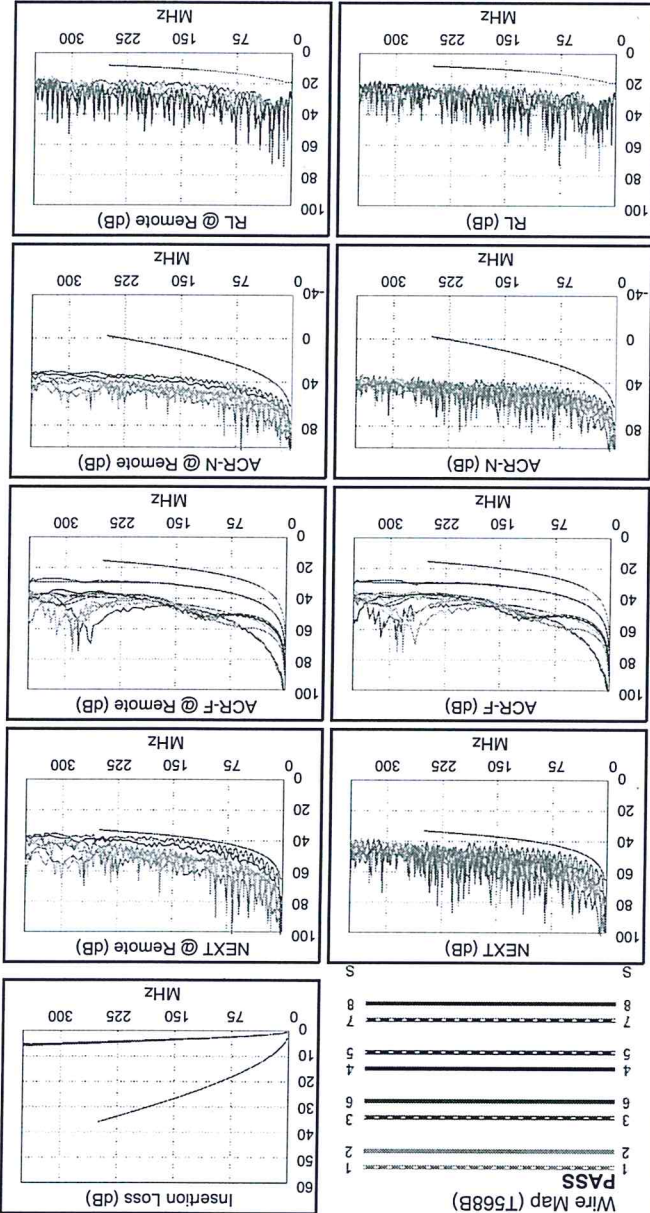 Wire Map (T568B)
PASS
1 1
2 2
3 3
6 6
4 4
5 5
7 7
8 8
S S
Insertion Loss (dB)
60
50
40
30
20
10
0
0 75 150 225 300
MHz
NEXT (dB)
100
80
60
40
20
0
0 75 150 225 300
MHz
NEXT @ Remote (dB)
100
80
60
40
20
0
0 75 150 225 300
MHz
ACR-F (dB)
100
80
60
40
20
0
0 75 150 225 300
MHz
ACR-F @ Remote (dB)
100
80
60
40
20
0
0 75 150 225 300
MHz
ACR-N (dB)
80
40
0
-40
0 75 150 225 300
MHz
ACR-N @ Remote (dB)
80
40
0
-40
0 75 150 225 300
MHz
RL (dB)
100
80
60
40
20
0
0 75 150 225 300
MHz
RL @ Remote (dB)
100
80
60
40
20
0
0 75 150 225 300
MHz